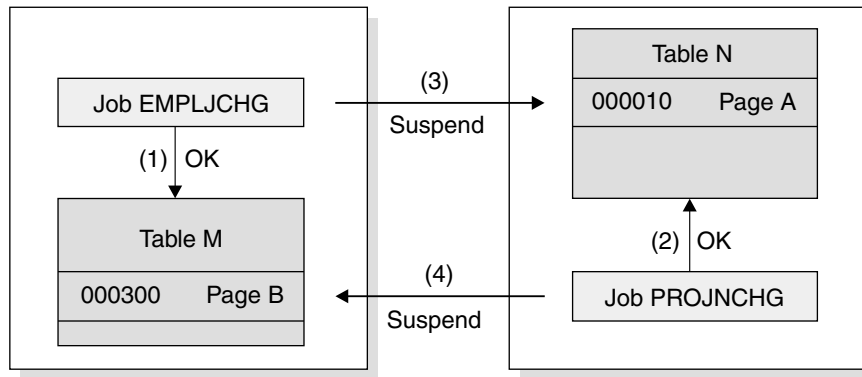 Job EMPLJCHG
(1) OK
Table M
000300 Page B
(3)
Suspend
(4)
Suspend
Table N
000010 Page A
(2) OK
Job PROJNCHG